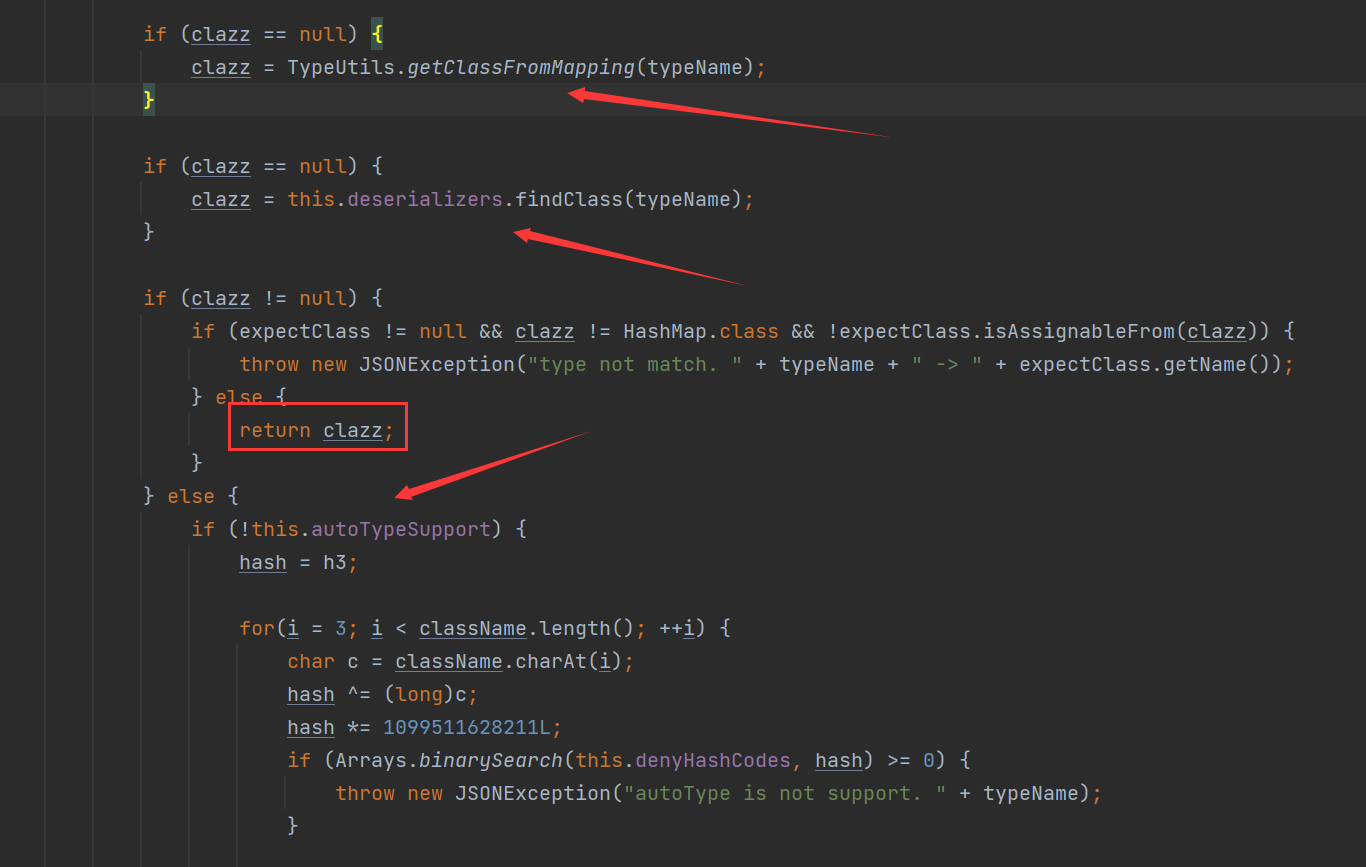 if (clazz == null) {
clazz = TypeUtils.getClassFromMapping(typeName);
}
if (clazz == null) {
clazz = this.deserializers.findClass(typeName);
}
if (clazz != null) {
if (expectClass != null && clazz != HashMap.class && !expectClass.isAssignableFrom(clazz)) {
throw new JSONException("type not match. " + typeName + " -> " + expectClass.getName());
} else {
return clazz;
}
} else {
if (!this.autoTypeSupport) {
hash = h3;
for(i = 3; i < className.length(); ++i) {
char c = className.charAt(i);
hash ^= (long)c;
hash *= 1099511628211L;
if (Arrays.binarySearch(this.denyHashCodes, hash) >= 0) {
throw new JSONException("autoType is not support. " + typeName);
}